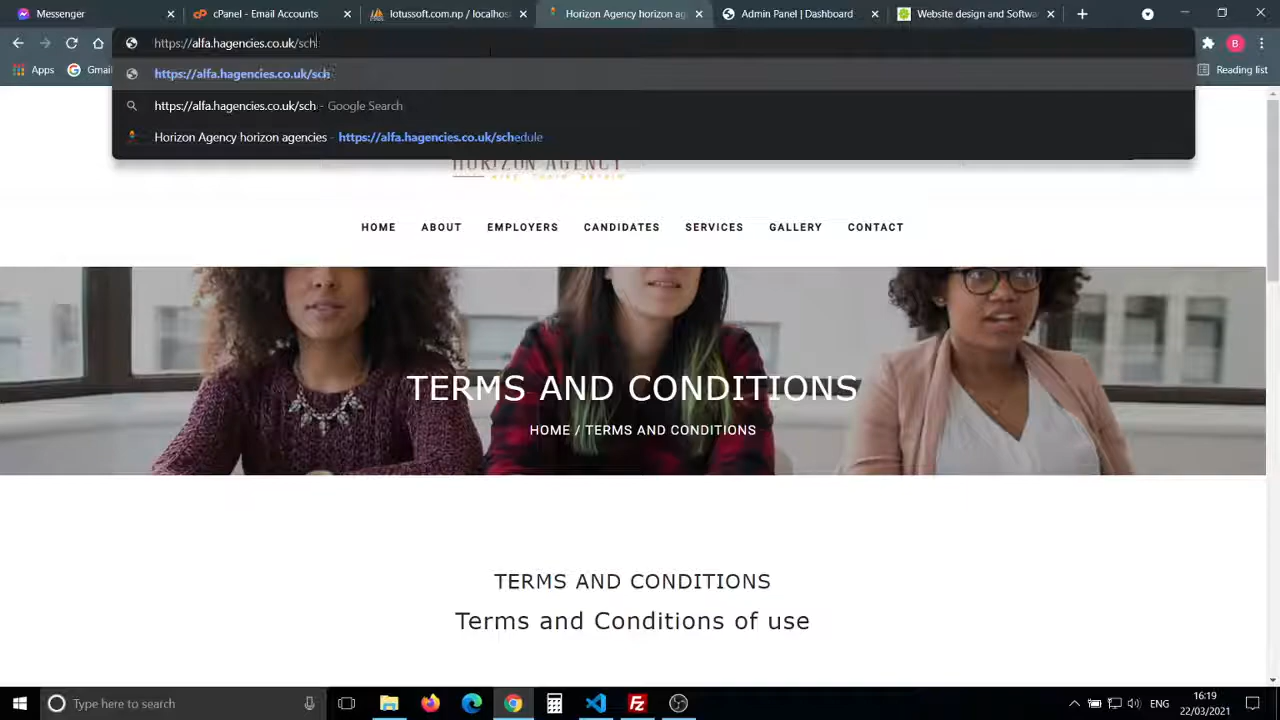 Messenger
cPanel - Email Accounts
lotussoft.com.np / localhos
Horizon Agency horizon ag
Admin Panel | Dashboard
Website design and Softwa
https://alfa.hagencies.co.uk/sch
Apps
Gmail
Reading list
https://alfa.hagencies.co.uk/sch
https://alfa.hagencies.co.uk/sch - Google Search
Horizon Agency horizon agencies - https://alfa.hagencies.co.uk/schedule
HORIZON AGENCY
HOME ABOUT EMPLOYERS CANDIDATES SERVICES GALLERY CONTACT
TERMS AND CONDITIONS
HOME / TERMS AND CONDITIONS
TERMS AND CONDITIONS
Terms and Conditions of use
Type here to search
ENG
16:19
22/03/2021